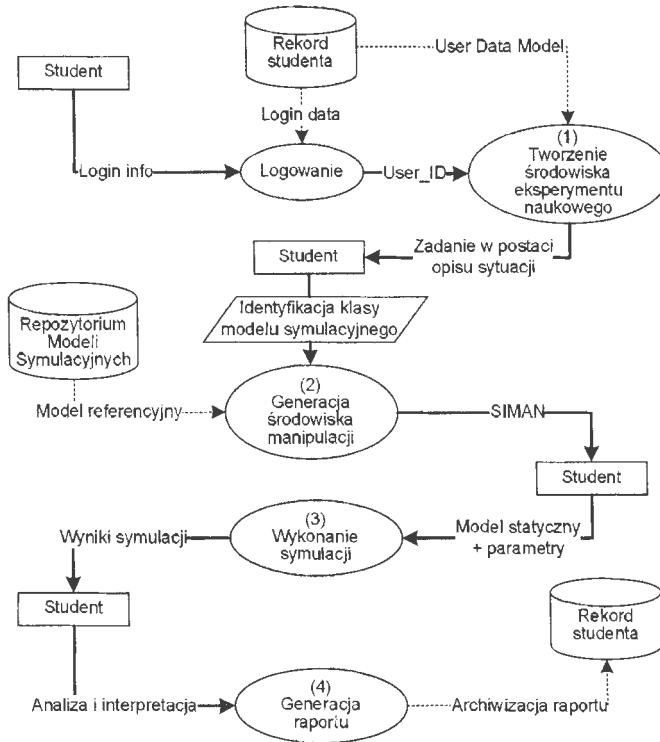 Rekord
studenta
User Data Model
Student
Login data
(1)
Tworzenie
środowiska
eksperymentu
naukowego
Login info
Logowanie
User_ID
Student
Zadanie w postaci
opisu sytuacji
Identyfikacja klasy
modelu symulacyjnego
Repozytorium
Modeli
Symulacyjnych
(2)
Generacja
środowiska
manipulacji
Model referencyjny
SIMAN
Student
(3)
Wykonanie
symulacji
Wyniki symulacji
Model statyczny
+ parametry
Student
Rekord
studenta
(4)
Generacja
raportu
Analiza i interpretacja
Archiwizacja raportu